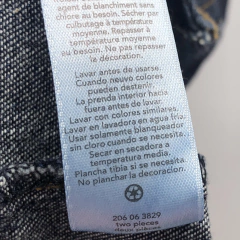 agent de blanchiment sans
chlore au besoin. Sécher par
culbutage à température
moyenne. Repasser à
température moyenne
au besoin. Ne pas repasser
la décoration.
Lavar antes de usarse.
Cuando nuevo colores
pueden destenir.
La prenda interior hacia
fuera antes de lavar.
Lavar con colores similares.
Lavar en lavadora en agua fria.
Usar solamente blanqueador
sin cloro cuando se necesita.
Secar en secadora a
temperatura media.
Plancha tibia si se necesita.
No planchar la decoración.
206 06 3829
two pieces